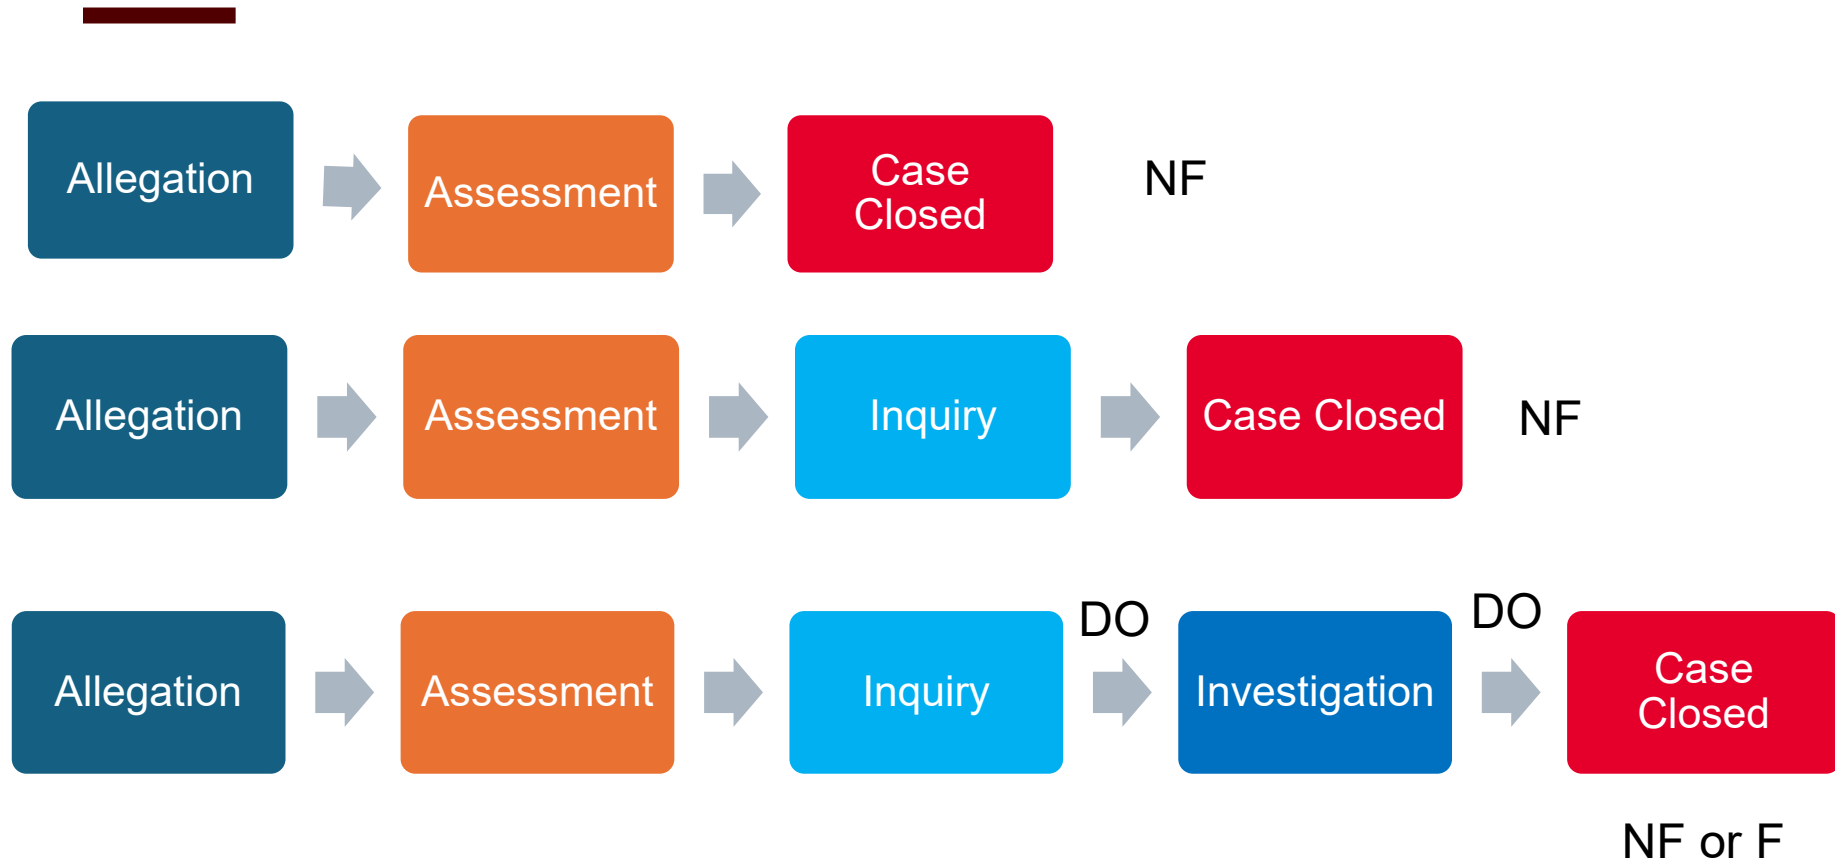 Allegation
Assessment
Case
Closed
NF
Allegation
Assessment
Inquiry
Case Closed
NF
Allegation
Assessment
Inquiry
DO
Investigation
DO
Case
Closed
NF or F